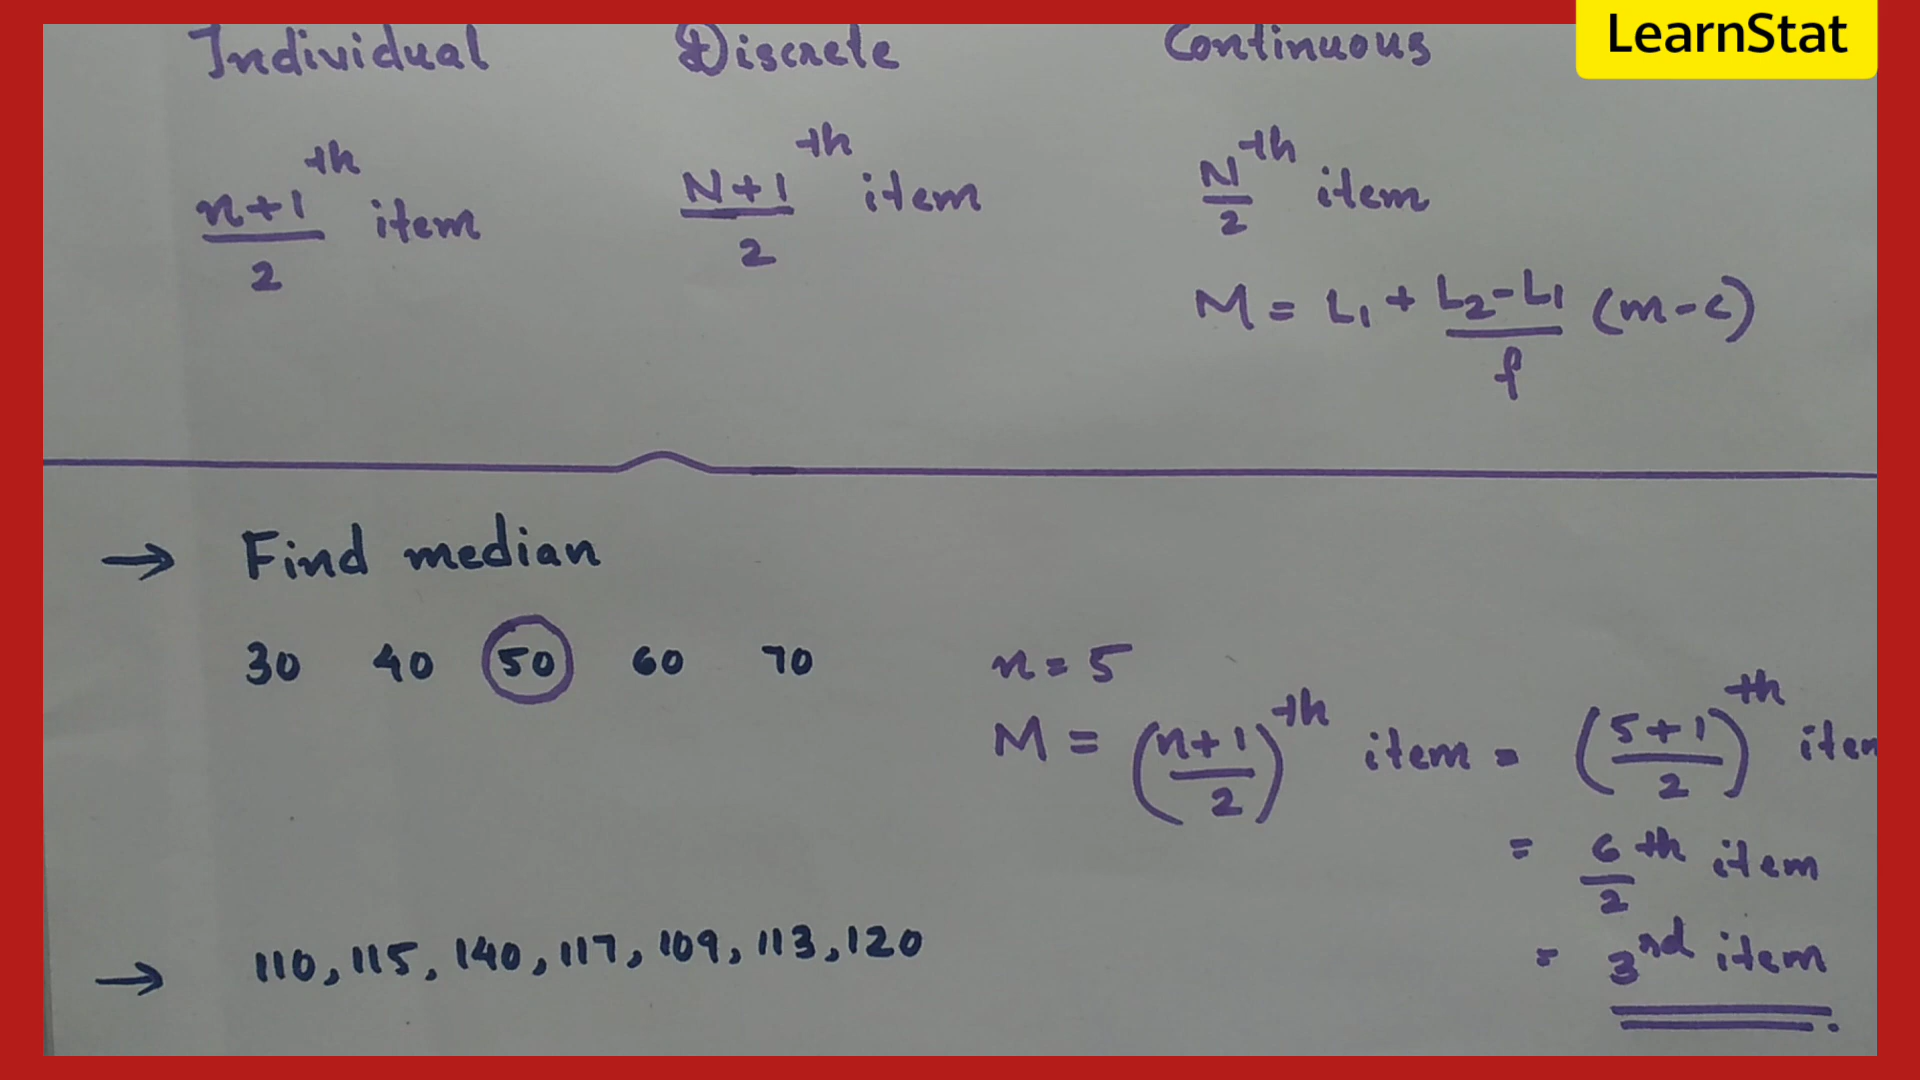 LearnStat
Individual Discrete Continuous
n+1/2 th item N+1/2 th item N/2 th item
M = L₁ + L₂-L₁/f (m-c)
→ Find median
30 40 50 60 70 n = 5
M = (n+1/2)th item = (5+1/2)th item
= 6/2 th item
= 3rd item
→ 110, 115, 140, 117, 109, 113, 120